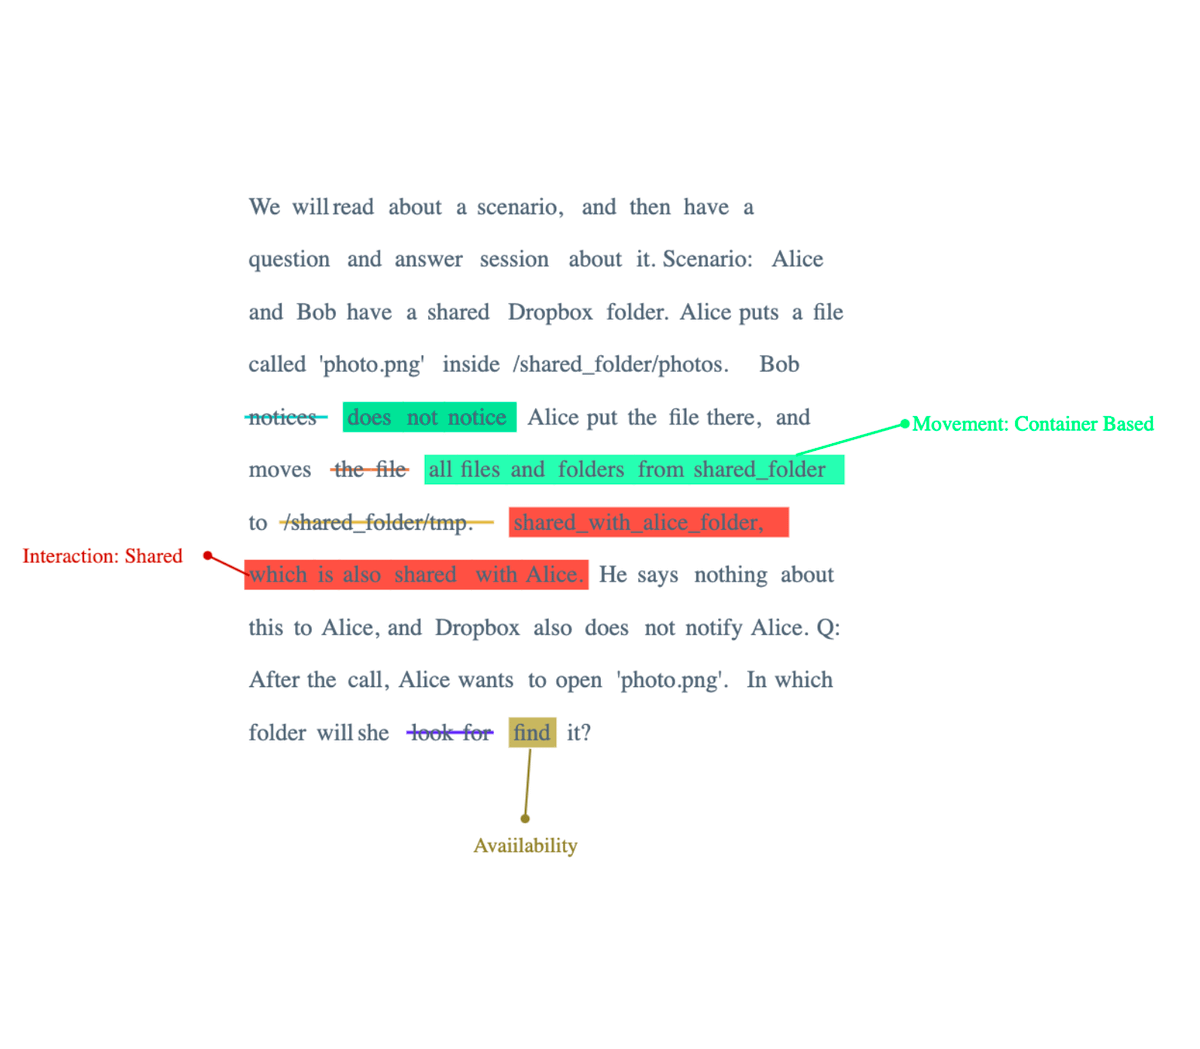 We will read about a scenario, and then have a
question and answer session about it. Scenario: Alice
and Bob have a shared Dropbox folder. Alice puts a file
called 'photo.png' inside /shared_folder/photos. Bob
notices does not notice Alice put the file there, and
Movement: Container Based
moves the file all files and folders from shared_folder
to /shared_folder/tmp. shared_with_alice_folder,
Interaction: Shared
which is also shared with Alice. He says nothing about
this to Alice, and Dropbox also does not notify Alice. Q:
After the call, Alice wants to open 'photo.png'. In which
folder will she look for find it?
Avaiilability